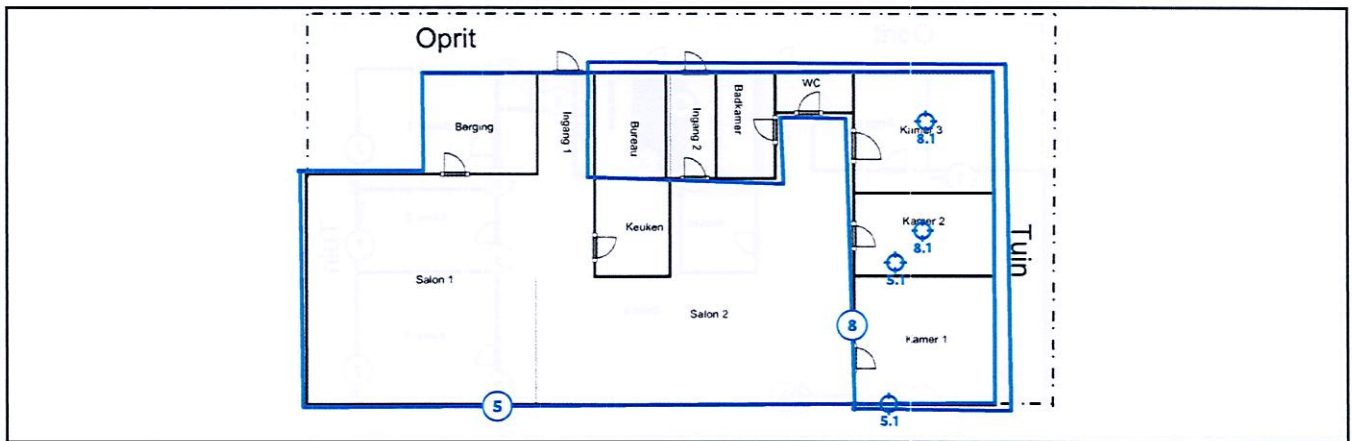 Oprit
WC
Berging
Ingang 1
Bureau
Ingang 2
Badkamer
Kamer 3
8.1
Kamer 2
8.1
5.1
Tuin
Keuken
Salon 1
Salon 2
8
Kamer 1
5
5.1